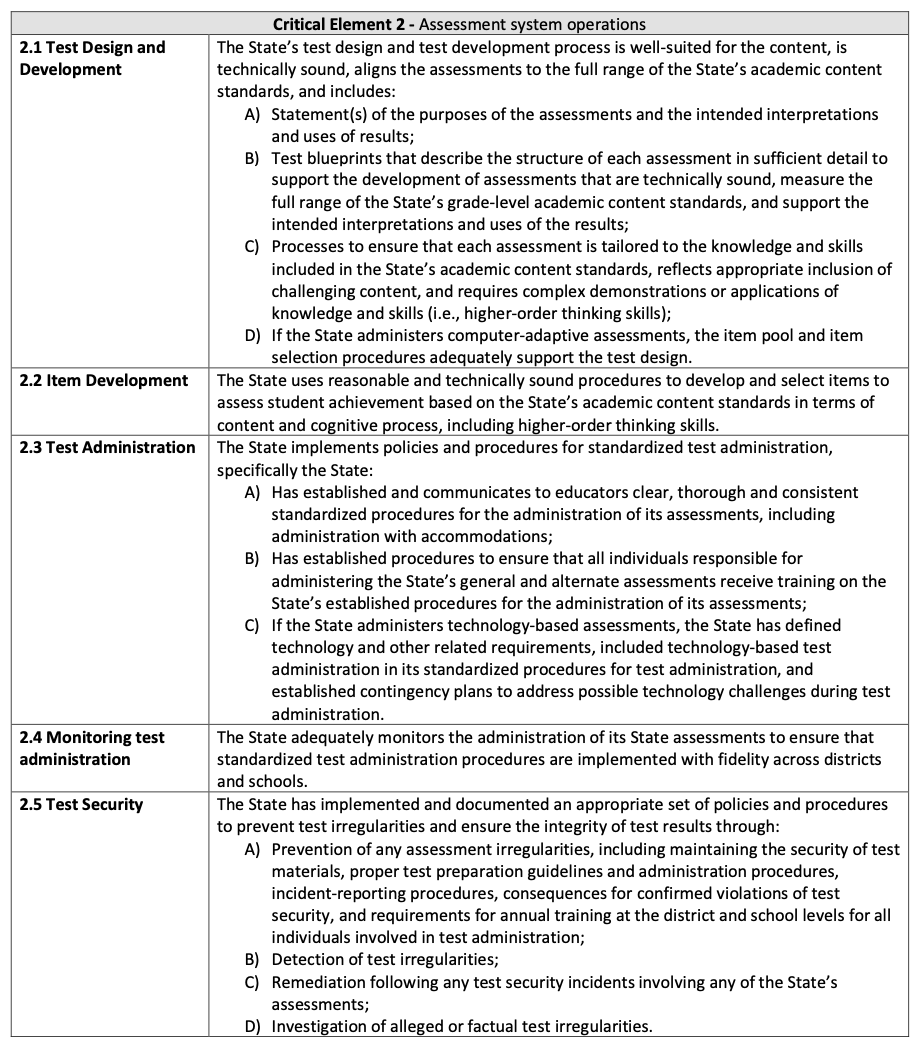 Critical Element 2 - Assessment system operations
2.1 Test Design and
Development
The State's test design and test development process is well-suited for the content, is
technically sound, aligns the assessments to the full range of the State's academic content
standards, and includes:
A) Statement(s) of the purposes of the assessments and the intended interpretations
and uses of results;
B) Test blueprints that describe the structure of each assessment in sufficient detail to
support the development of assessments that are technically sound, measure the
full range of the State's grade-level academic content standards, and support the
intended interpretations and uses of the results;
C) Processes to ensure that each assessment is tailored to the knowledge and skills
included in the State's academic content standards, reflects appropriate inclusion of
challenging content, and requires complex demonstrations or applications of
knowledge and skills (i.e., higher-order thinking skills);
D) If the State administers computer-adaptive assessments, the item pool and item
selection procedures adequately support the test design.
2.2 Item Development
The State uses reasonable and technically sound procedures to develop and select items to
assess student achievement based on the State's academic content standards in terms of
content and cognitive process, including higher-order thinking skills.
2.3 Test Administration
The State implements policies and procedures for standardized test administration,
specifically the State:
A) Has established and communicates to educators clear, thorough and consistent
standardized procedures for the administration of its assessments, including
administration with accommodations;
B) Has established procedures to ensure that all individuals responsible for
administering the State's general and alternate assessments receive training on the
State's established procedures for the administration of its assessments;
C) If the State administers technology-based assessments, the State has defined
technology and other related requirements, included technology-based test
administration in its standardized procedures for test administration, and
established contingency plans to address possible technology challenges during test
administration.
2.4 Monitoring test
administration
The State adequately monitors the administration of its State assessments to ensure that
standardized test administration procedures are implemented with fidelity across districts
and schools.
2.5 Test Security
The State has implemented and documented an appropriate set of policies and procedures
to prevent test irregularities and ensure the integrity of test results through:
A) Prevention of any assessment irregularities, including maintaining the security of test
materials, proper test preparation guidelines and administration procedures,
incident-reporting procedures, consequences for confirmed violations of test
security, and requirements for annual training at the district and school levels for all
individuals involved in test administration;
B) Detection of test irregularities;
C) Remediation following any test security incidents involving any of the State's
assessments;
D) Investigation of alleged or factual test irregularities.